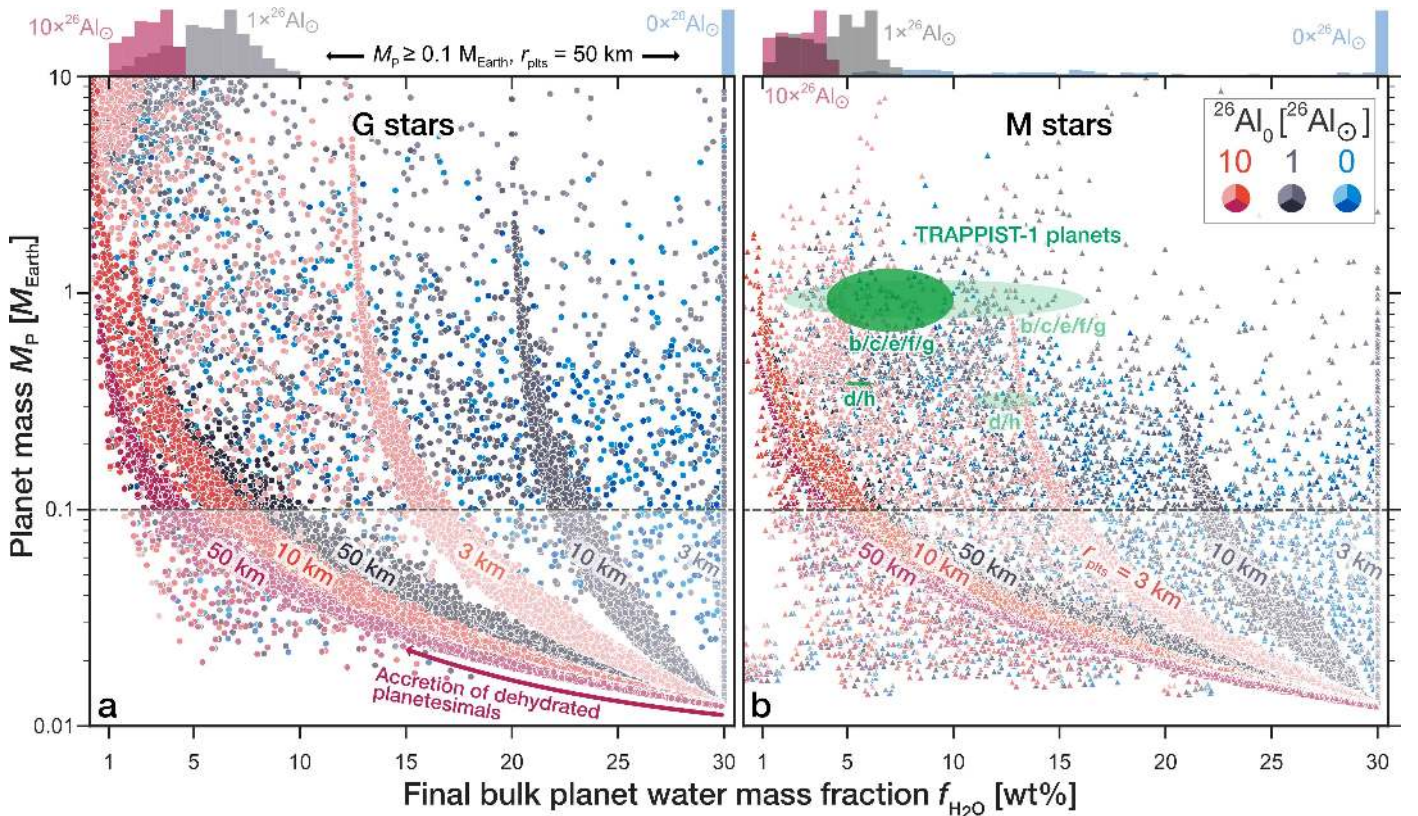 10×²⁶Al☉
1×²⁶Al☉
0×²⁶Al☉
Mₚ ≥ 0.1 M_Earth, r_plts = 50 km
1×²⁶Al☉
0×²⁶Al☉
10×²⁶Al☉
10
1
0.1
0.01
Planet mass Mₚ [M_Earth]
G stars
50 km
10 km
50 km
3 km
10 km
3 km
Accretion of dehydrated
planetesimals
a
M stars
²⁶Al₀ [²⁶Al☉]
10 1 0
TRAPPIST-1 planets
b/c/e/f/g
b/c/e/f/g
d/h
d/h
50 km
10 km
50 km
r_plts = 3 km
10 km
3 km
b
1 5 10 15 20 25 30
1 5 10 15 20 25 30
Final bulk planet water mass fraction f_H₂O [wt%]